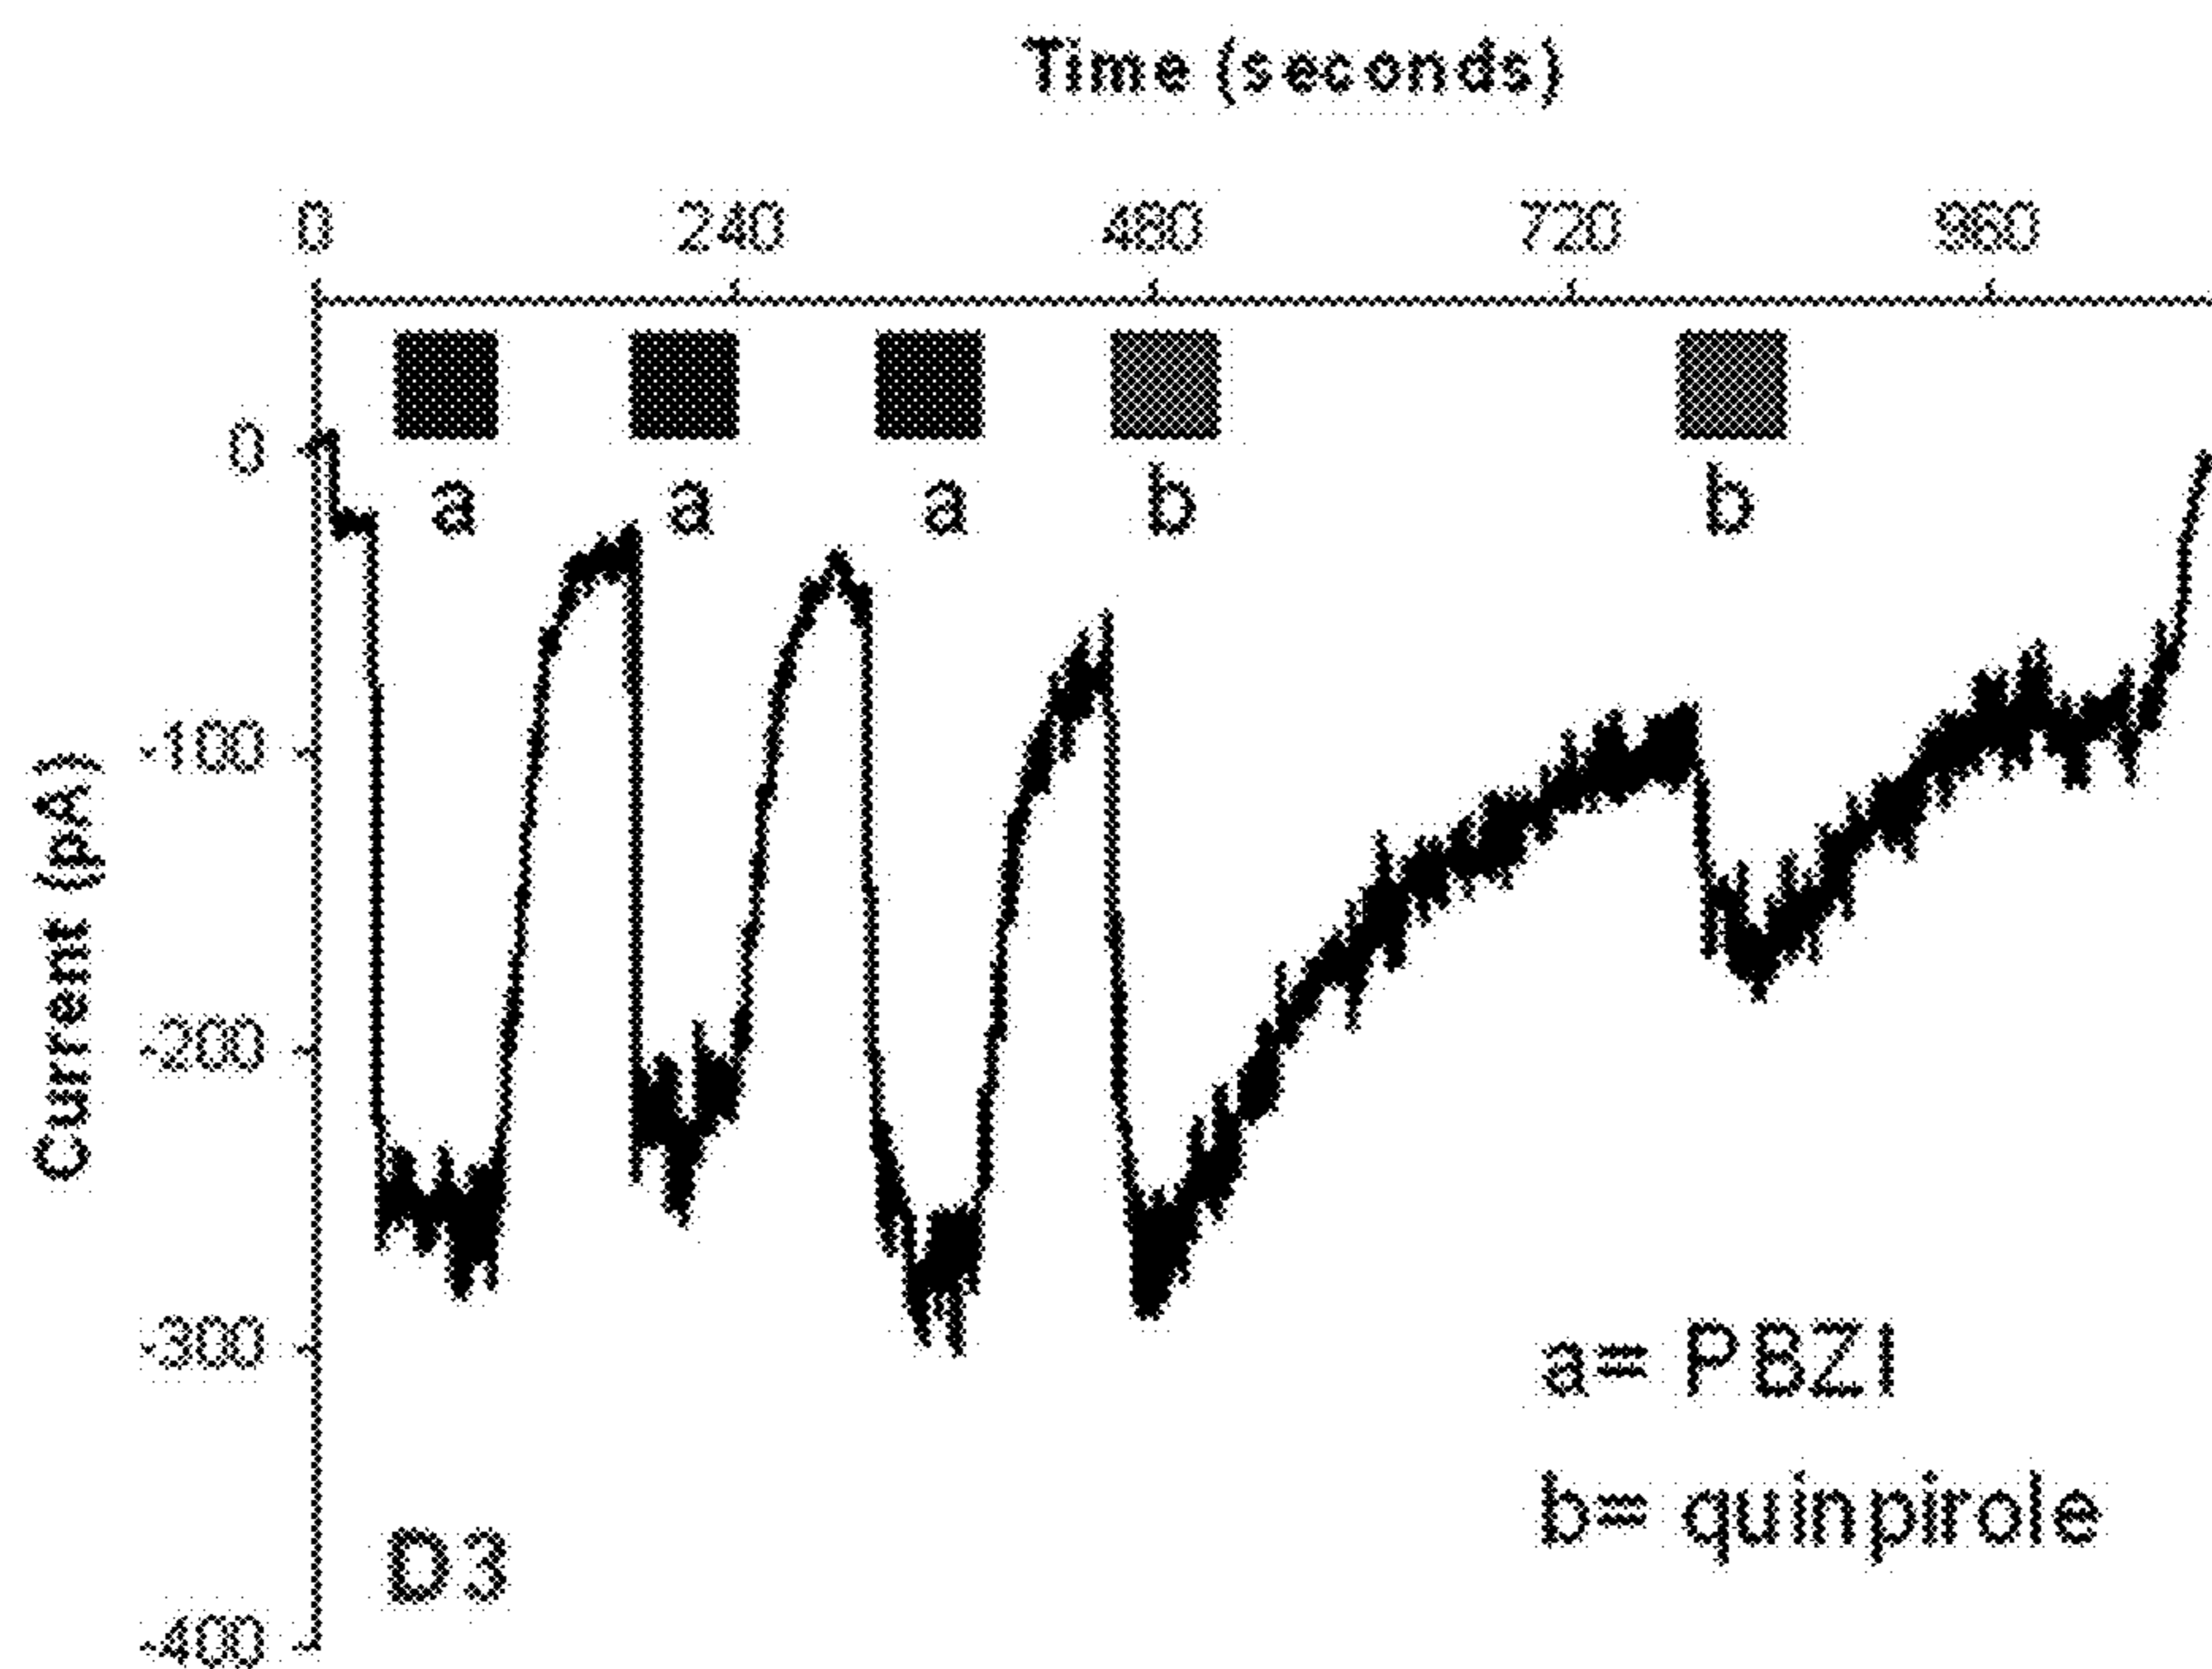 Time (seconds)
0 240 480 720 960
a a a b b
0
-100
-200
-300
-400
Current (pA)
a= PBZI
b= quinpirole
D3